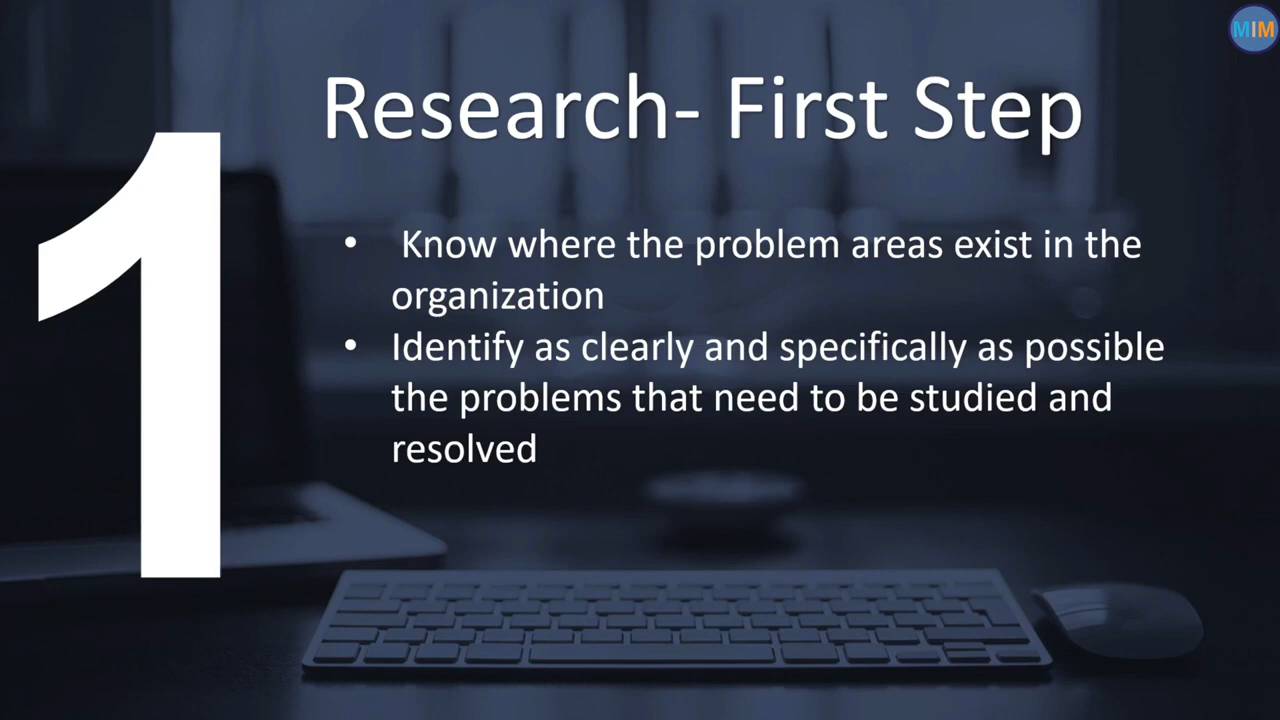 MIM
Research- First Step
1
• Know where the problem areas exist in the
organization
• Identify as clearly and specifically as possible
the problems that need to be studied and
resolved